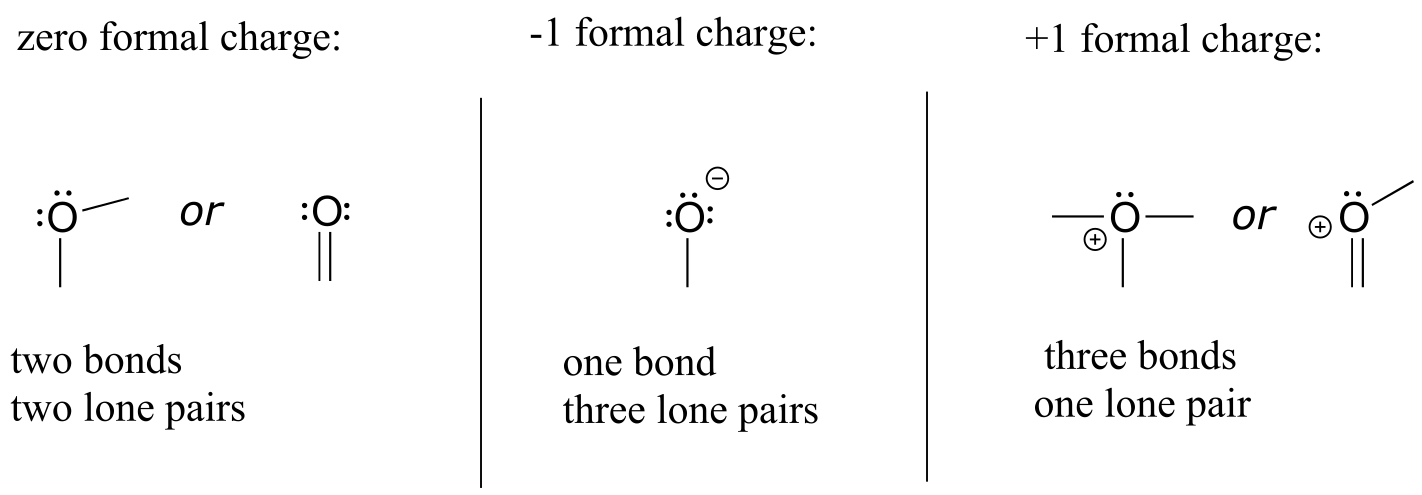 zero formal charge:
-1 formal charge:
+1 formal charge:
:Ö or :O:
:Ö: ⊖
⊕ Ö or ⊕ Ö
two bonds
two lone pairs
one bond
three lone pairs
three bonds
one lone pair